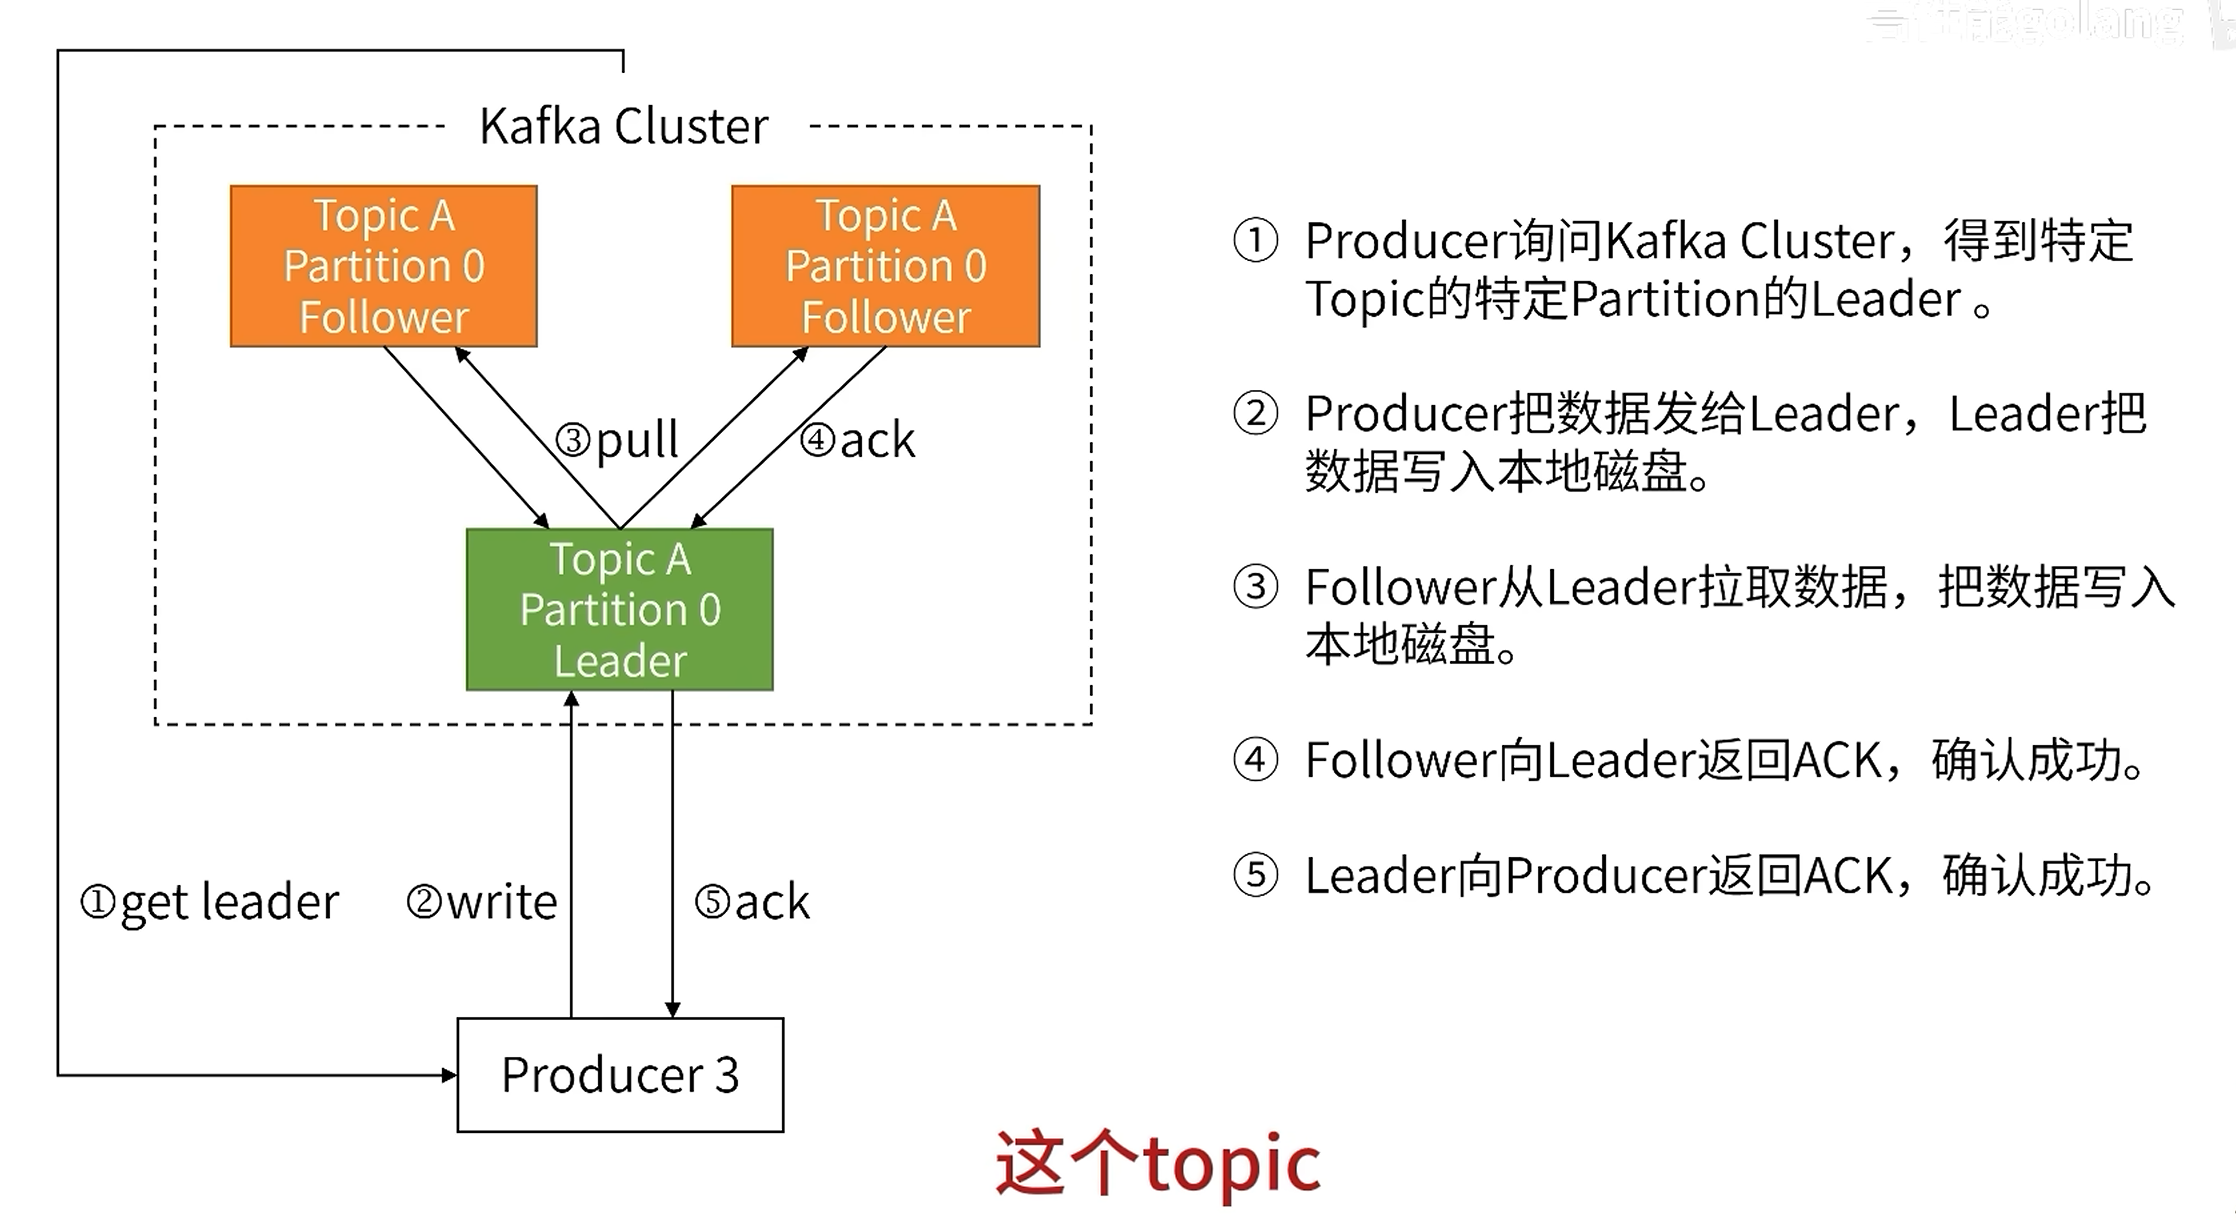 Kafka Cluster
Topic A
Partition 0
Follower
Topic A
Partition 0
Follower
③pull
④ack
Topic A
Partition 0
Leader
①get leader
②write
⑤ack
Producer 3
① Producer询问Kafka Cluster，得到特定
Topic的特定Partition的Leader 。
② Producer把数据发给Leader，Leader把
数据写入本地磁盘。
③ Follower从Leader拉取数据，把数据写入
本地磁盘。
④ Follower向Leader返回ACK，确认成功。
⑤ Leader向Producer返回ACK，确认成功。
这个topic
golang